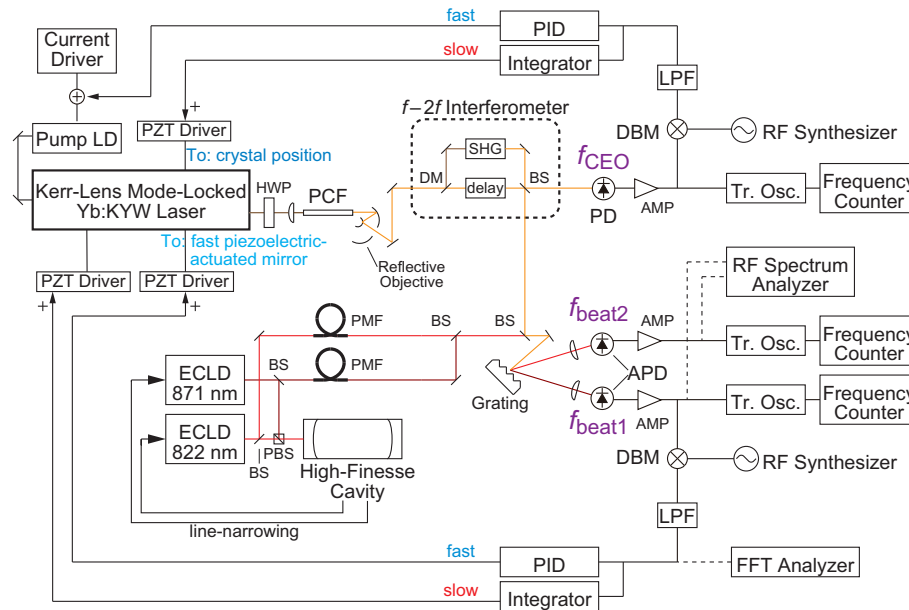 fast
PID
slow
Integrator
Current
Driver
LPF
+
PZT Driver
Pump LD
f–2f Interferometer
DBM
RF Synthesizer
To: crystal position
SHG
fCEO
DM
delay
BS
Kerr-Lens Mode-Locked
Yb:KYW Laser
HWP
PCF
PD
AMP
Tr. Osc.
Frequency
Counter
To: fast piezoelectric-
actuated mirror
Reflective
Objective
RF Spectrum
Analyzer
PZT Driver
PZT Driver
+
+
PMF
BS
BS
fbeat2
AMP
Tr. Osc.
Frequency
Counter
ECLD
871 nm
BS
PMF
APD
Grating
Tr. Osc.
Frequency
Counter
fbeat1
AMP
ECLD
822 nm
BS
PBS
High-Finesse
Cavity
DBM
RF Synthesizer
line-narrowing
LPF
fast
PID
FFT Analyzer
slow
Integrator